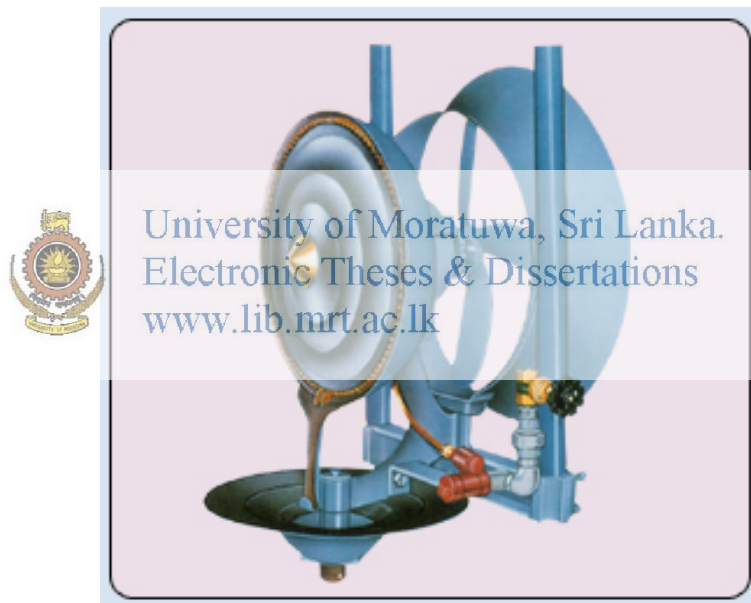 University of Moratuwa, Sri Lanka.
Electronic Theses & Dissertations
www.lib.mrt.ac.lk